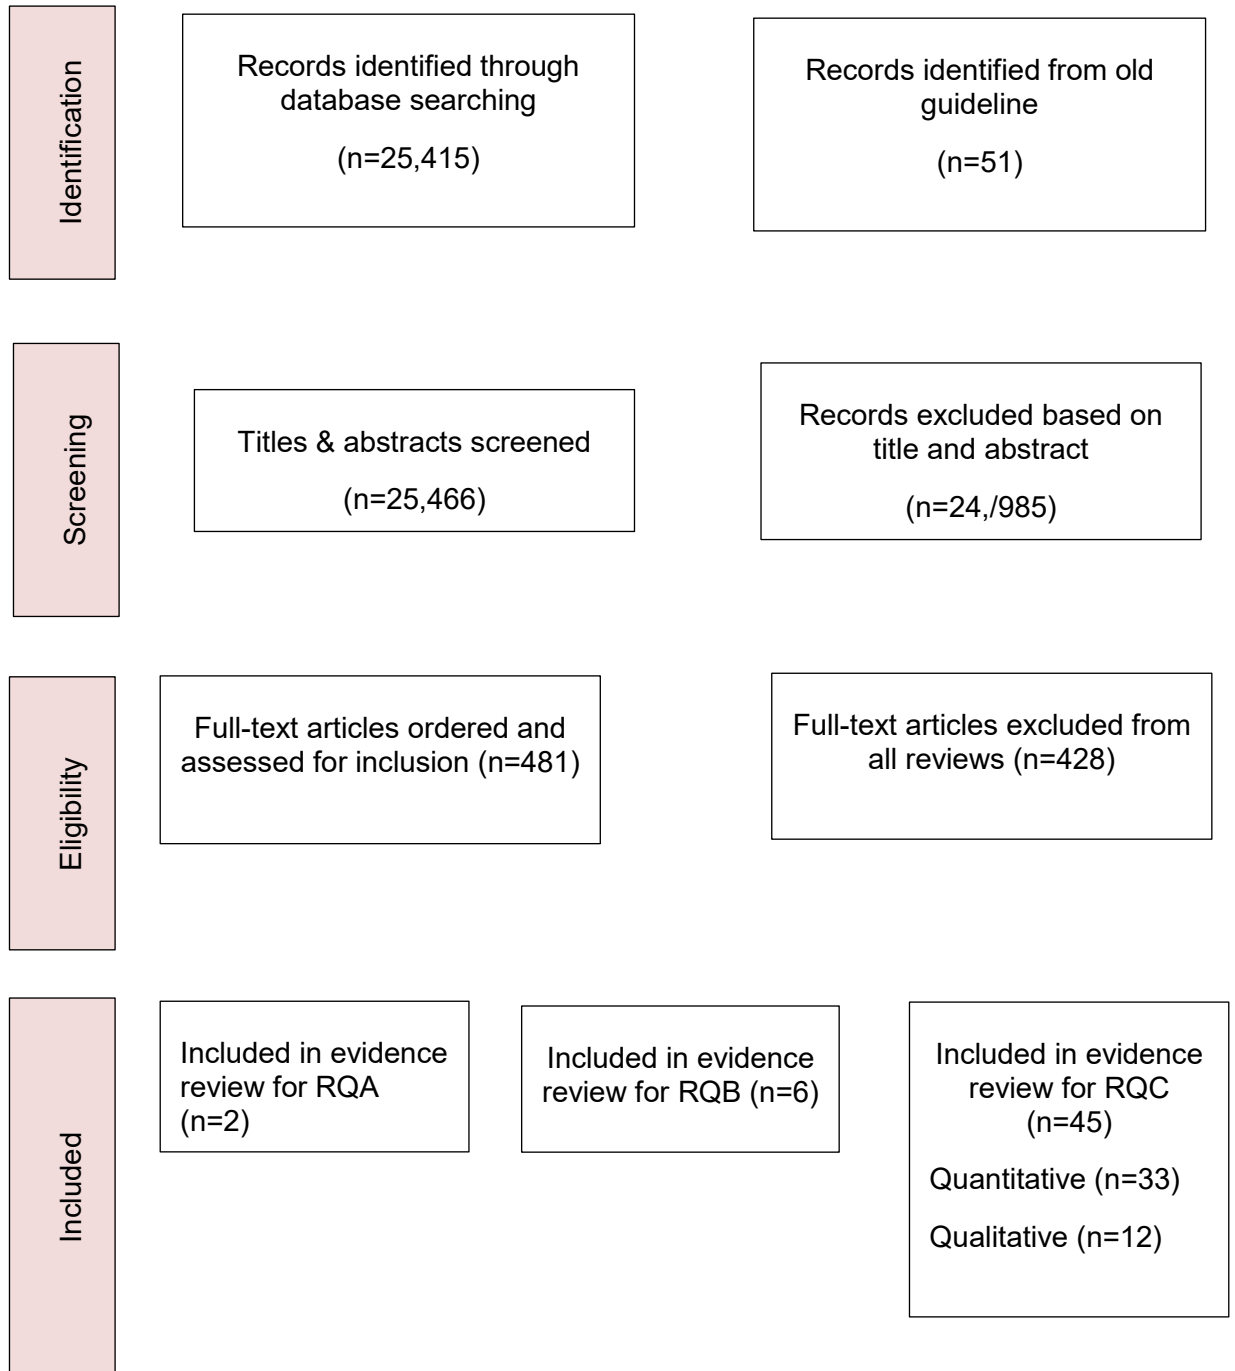 Identification
Records identified through
database searching
(n=25,415)
Records identified from old
guideline
(n=51)
Screening
Titles & abstracts screened
(n=25,466)
Records excluded based on
title and abstract
(n=24,/985)
Eligibility
Full-text articles ordered and
assessed for inclusion (n=481)
Full-text articles excluded from
all reviews (n=428)
Included
Included in evidence
review for RQA
(n=2)
Included in evidence
review for RQB (n=6)
Included in evidence
review for RQC
(n=45)
Quantitative (n=33)
Qualitative (n=12)